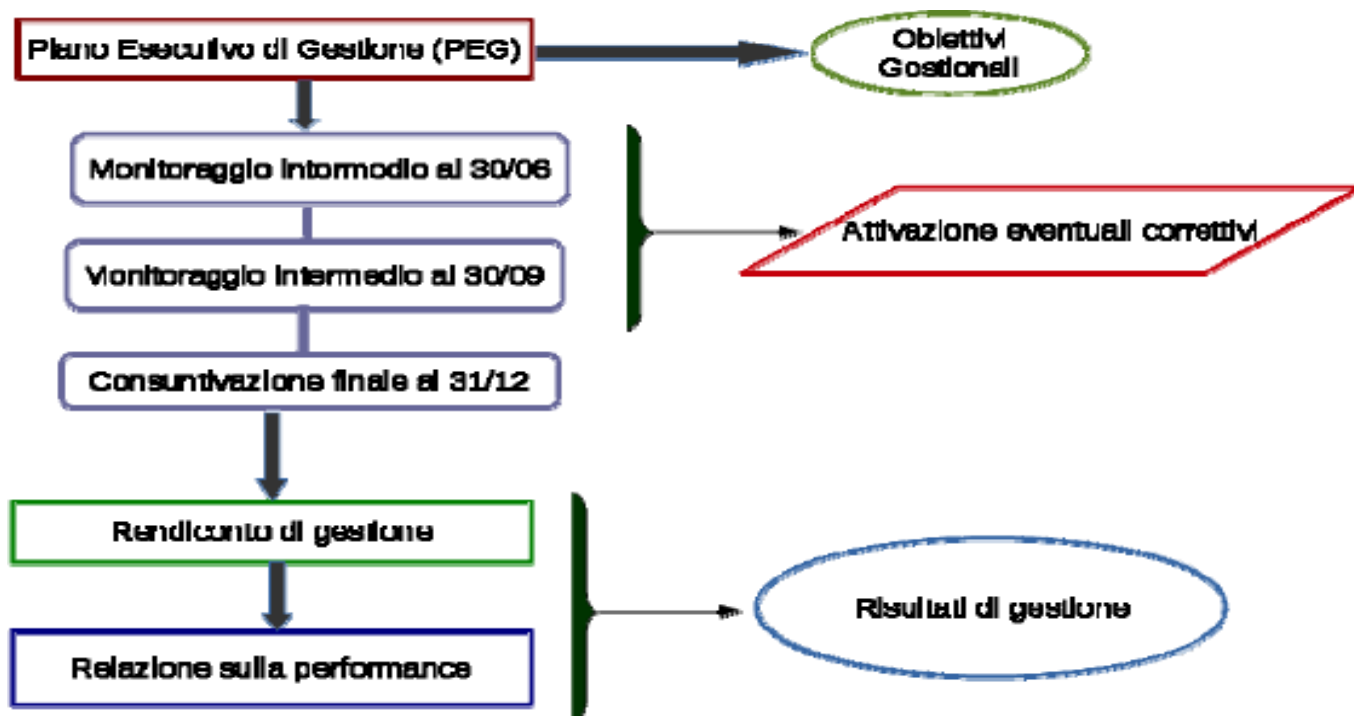 Piano Esecutivo di Gestione (PEG)
Obiettivi
Gestionali
Monitoraggio intermedio al 30/06
Monitoraggio intermedio al 30/09
Attivazione eventuali correttivi
Consuntivazione finale al 31/12
Rendiconto di gestione
Risultati di gestione
Relazione sulla performance